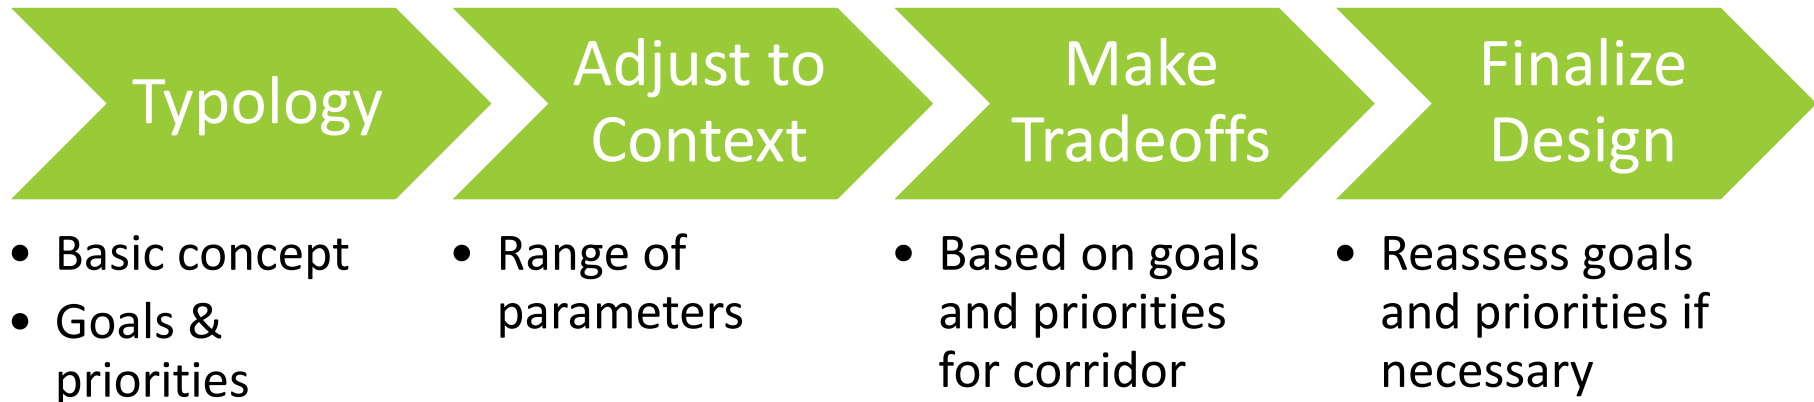 Typology
• Basic concept
• Goals &
priorities
Adjust to
Context
• Range of
parameters
Make
Tradeoffs
• Based on goals
and priorities
for corridor
Finalize
Design
• Reassess goals
and priorities if
necessary